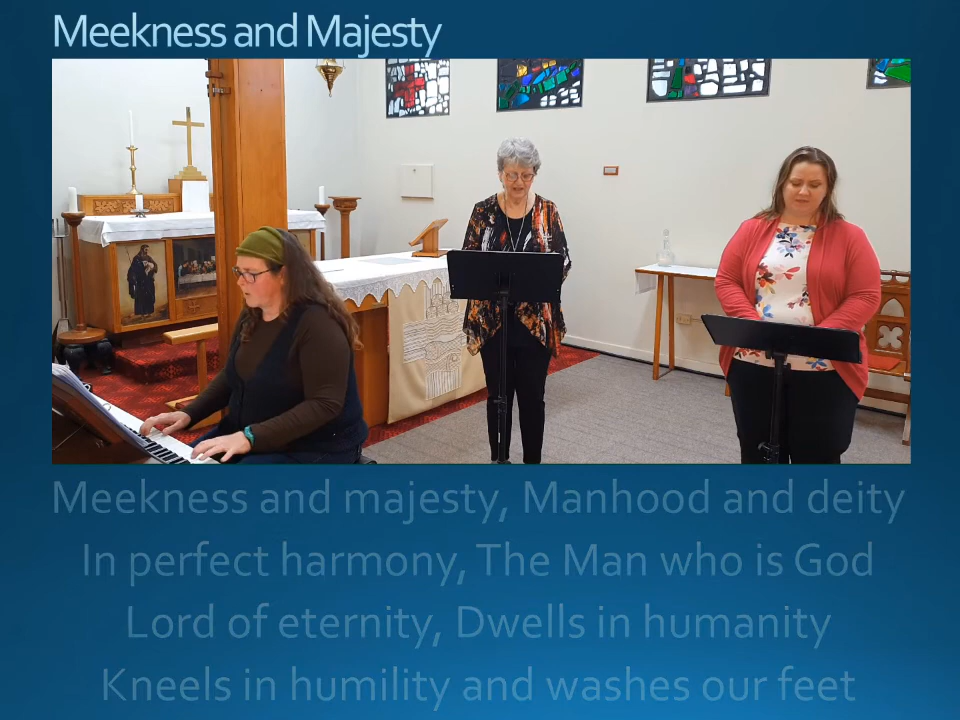 Meekness and Majesty
Meekness and majesty, Manhood and deity
In perfect harmony, The Man who is God
Lord of eternity, Dwells in humanity
Kneels in humility and washes our feet